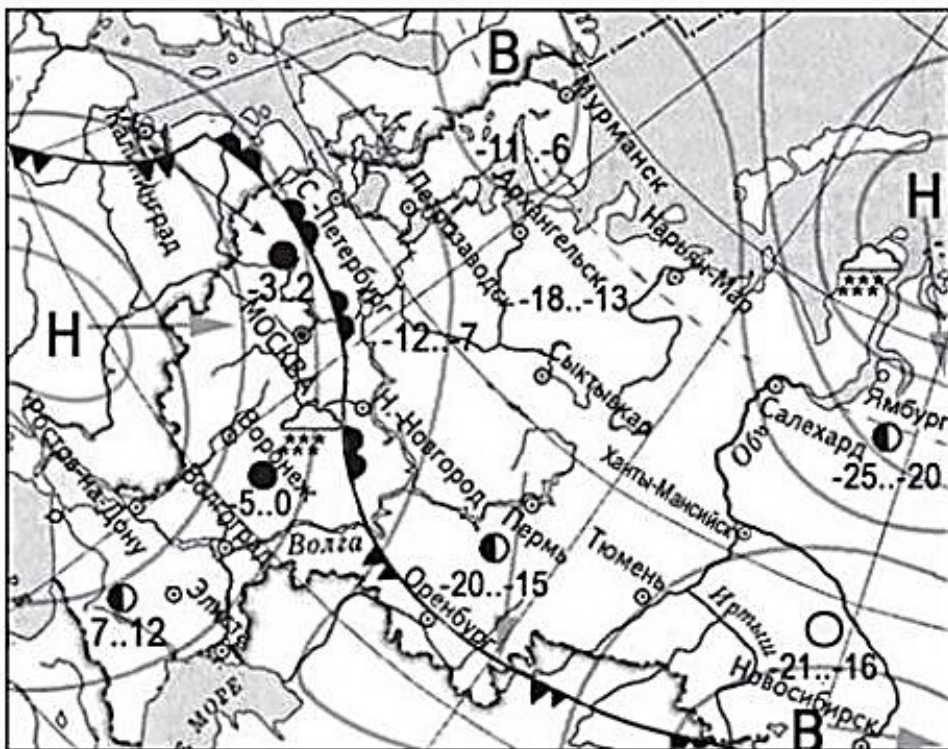 В
Мурманск
Калининград
-11..-6
Н
С.-Петербург
Петрозаводск
Архангельск
Нарьян-Мар
***
***
-3..2
-18..-13
Н
МОСКВА
-12..-7
Сыктывкар
Ямбург
Салехард
Обь
-25..-20
Н.-Новгород
***
***
Воронеж
Ростов-на-Дону
Волгоград
-5..0
Ханты-Мансийск
Пермь
Тюмень
Волга
-20..-15
Оренбург
Элиста
7..12
Иртыш
-21..-16
Новосибирск
МОРЕ
В